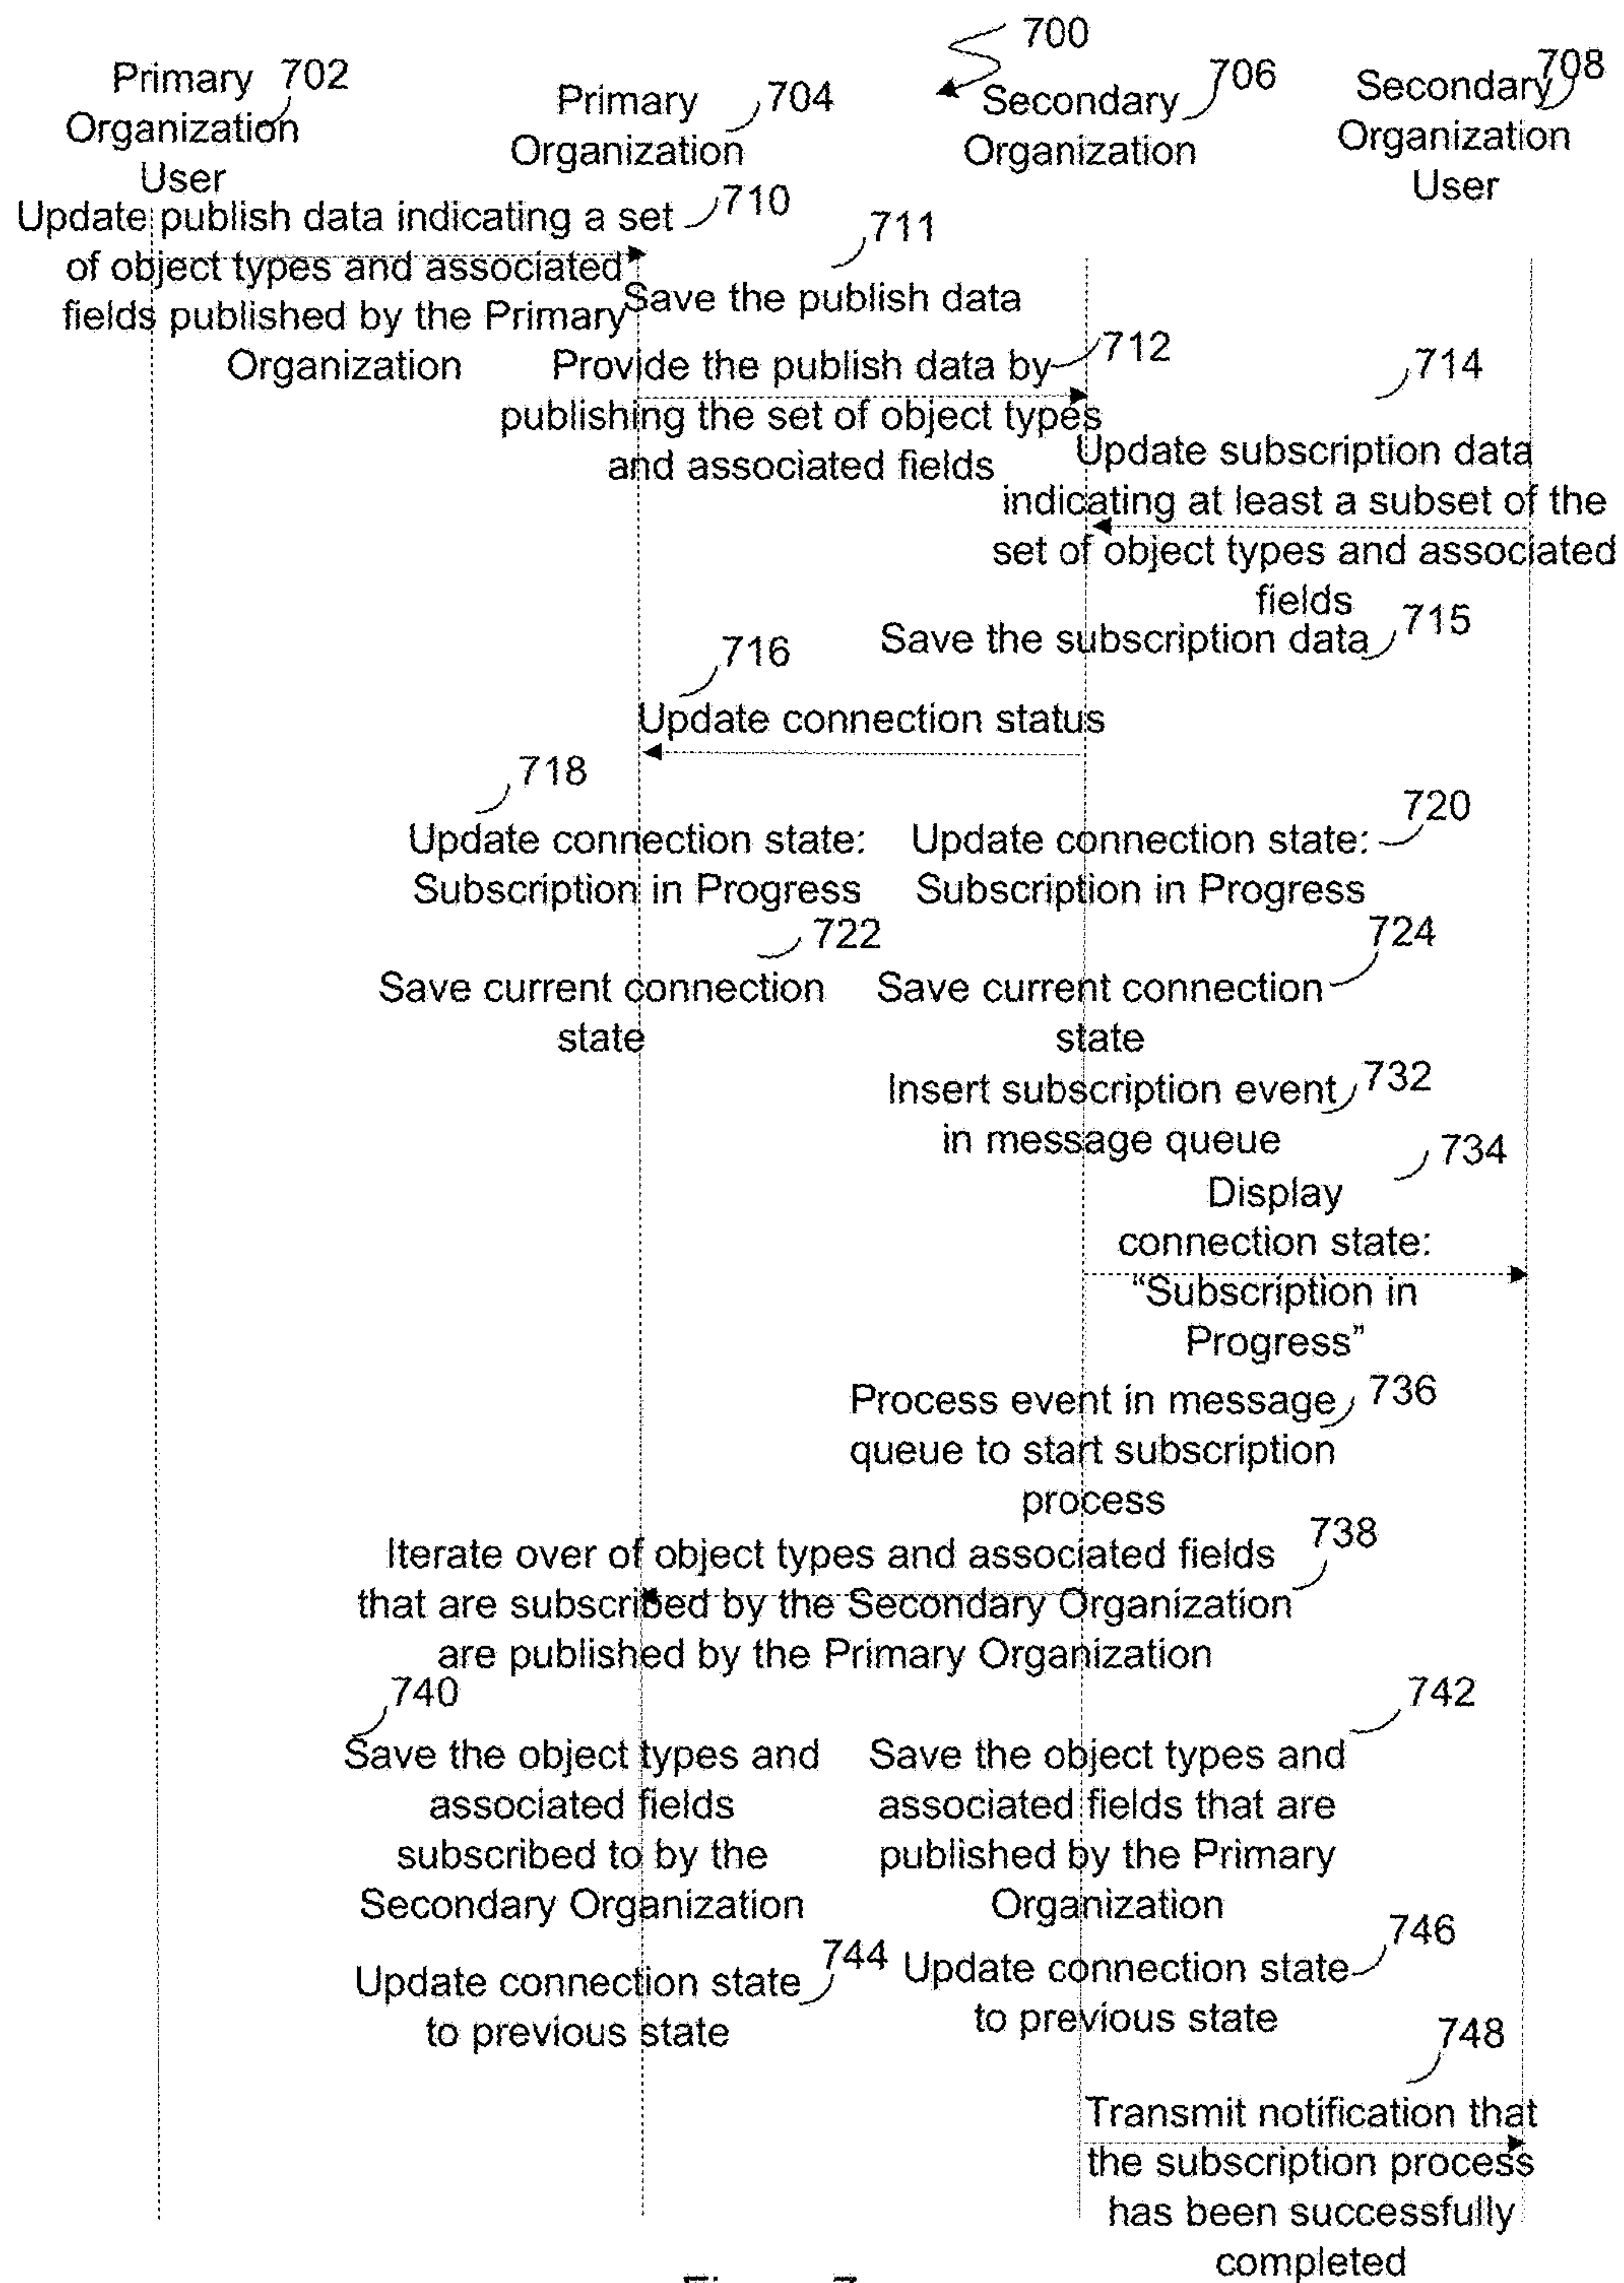 700
Primary 702
Organization
User
Primary 704
Organization
Secondary 706
Organization
Secondary 708
Organization
User
Update publish data indicating a set 710
of object types and associated
fields published by the Primary
Organization
711
Save the publish data
Provide the publish data by 712
publishing the set of object types
and associated fields
714
Update subscription data
indicating at least a subset of the
set of object types and associated
fields
Save the subscription data 715
716
Update connection status
718
Update connection state:
Subscription in Progress
Update connection state: 720
Subscription in Progress
722
Save current connection
state
724
Save current connection
state
Insert subscription event 732
in message queue
734
Display
connection state:
“Subscription in
Progress”
Process event in message 736
queue to start subscription
process
738
Iterate over of object types and associated fields
that are subscribed by the Secondary Organization
are published by the Primary Organization
740
Save the object types and
associated fields
subscribed to by the
Secondary Organization
742
Save the object types and
associated fields that are
published by the Primary
Organization
Update connection state 744
to previous state
746
Update connection state
to previous state
748
Transmit notification that
the subscription process
has been successfully
completed